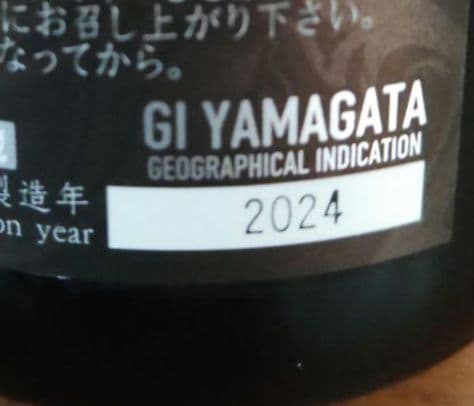 にお召し上がり下さい。
なってから。
GI YAMAGATA
GEOGRAPHICAL INDICATION
製造年
on year
2024